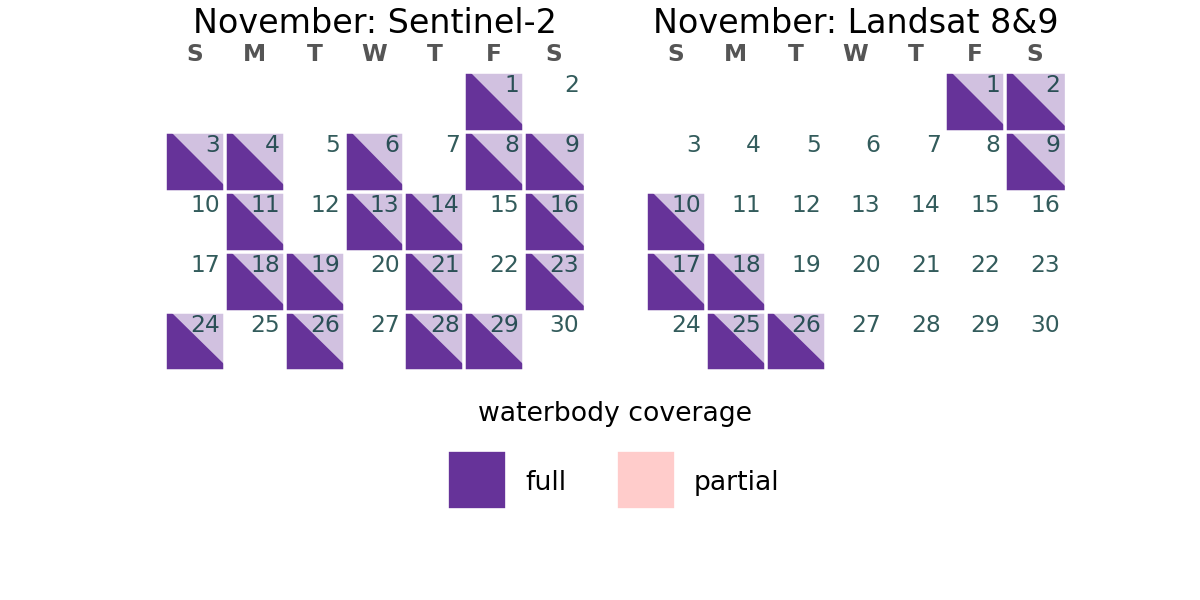 November: Sentinel-2
S M T W T F S
1 2
3 4 5 6 7 8 9
10 11 12 13 14 15 16
17 18 19 20 21 22 23
24 25 26 27 28 29 30
November: Landsat 8&9
S M T W T F S
1 2
3 4 5 6 7 8 9
10 11 12 13 14 15 16
17 18 19 20 21 22 23
24 25 26 27 28 29 30
waterbody coverage
full partial